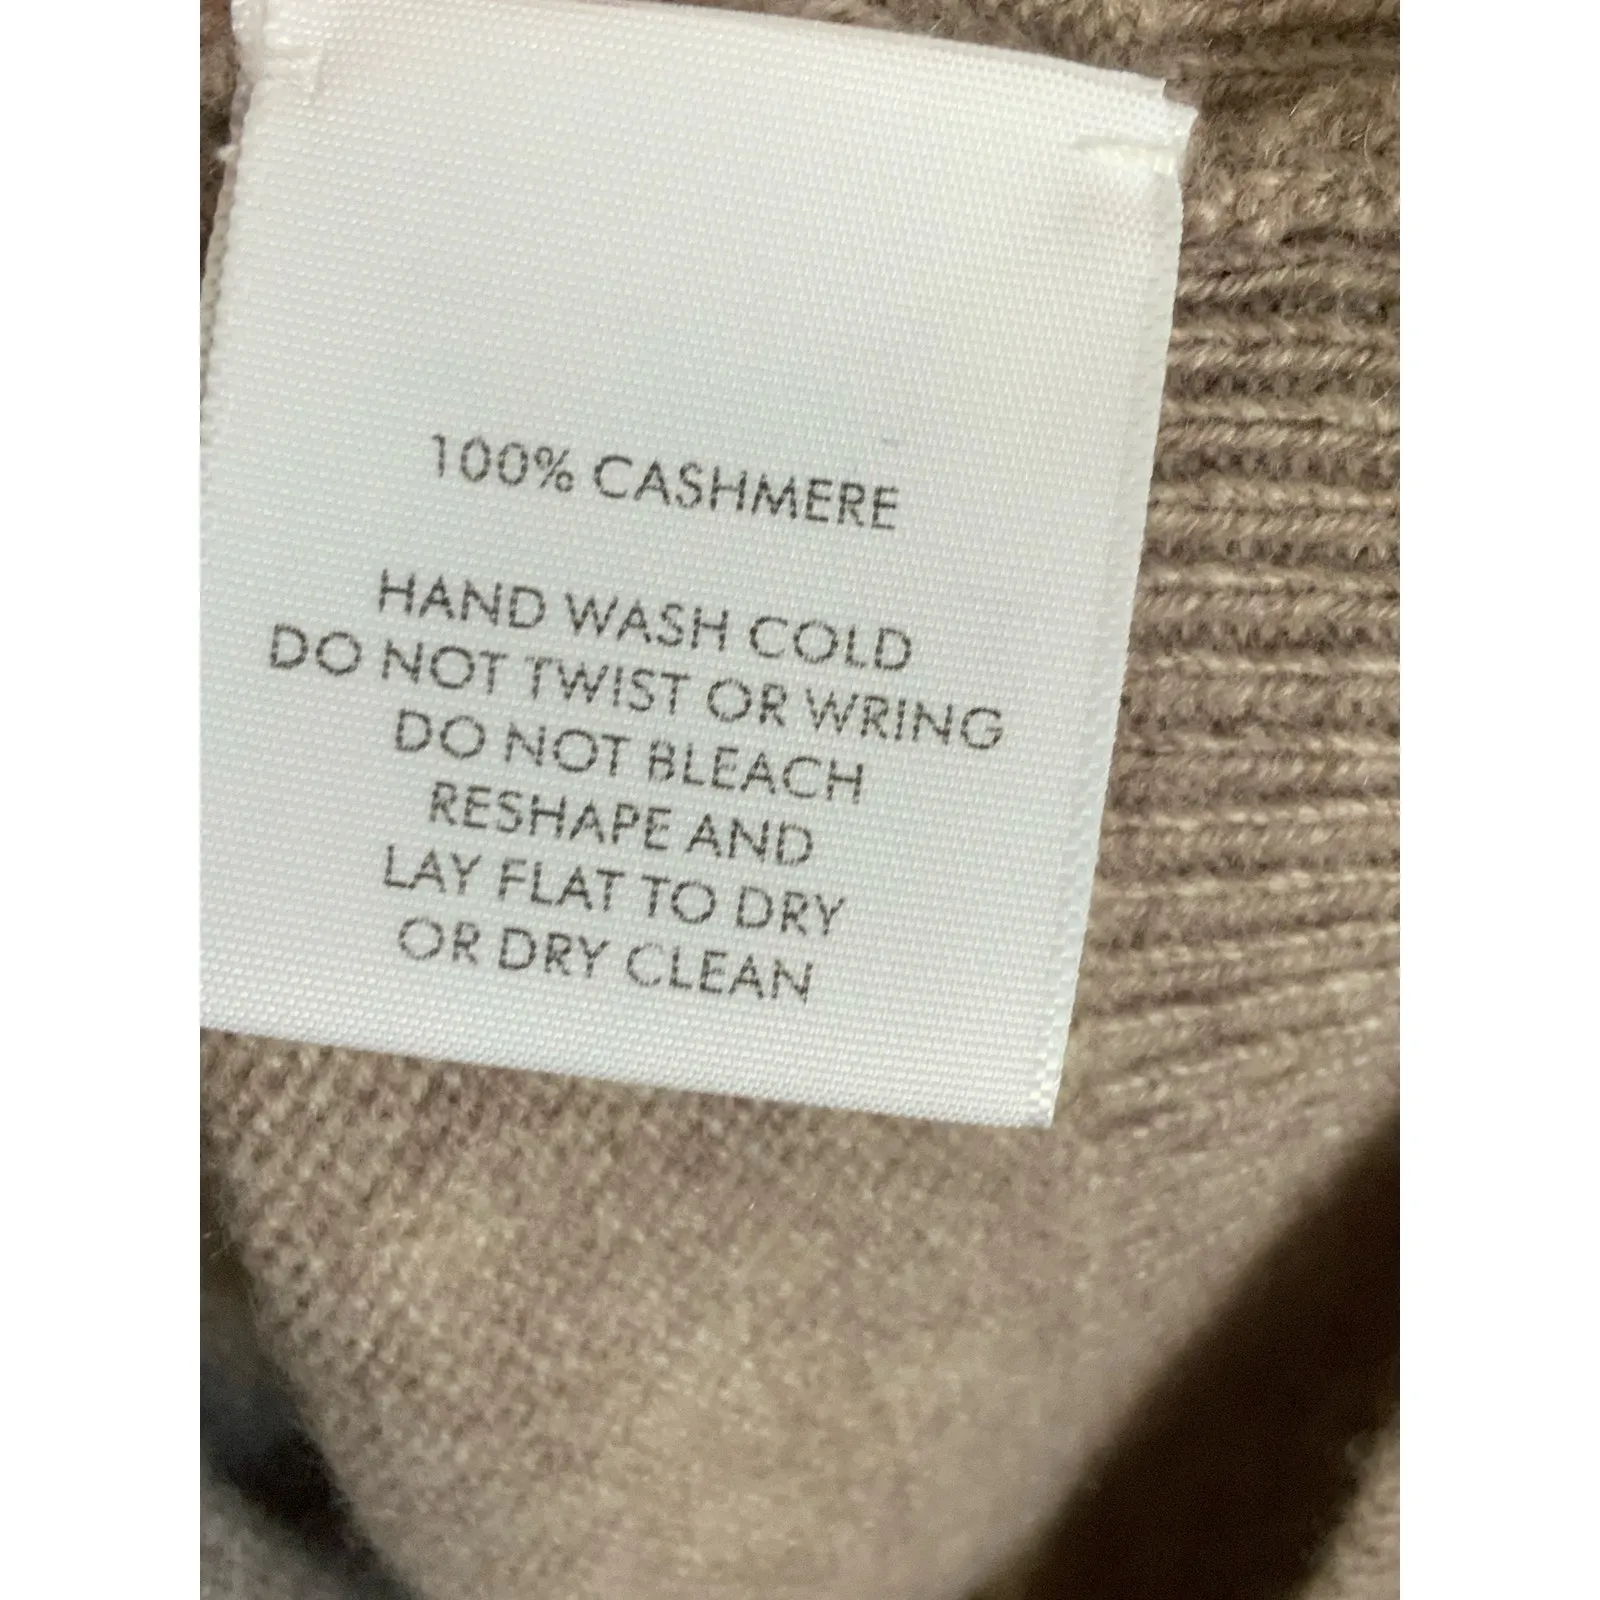 100% CASHMERE
HAND WASH COLD
DO NOT TWIST OR WRING
DO NOT BLEACH
RESHAPE AND
LAY FLAT TO DRY
OR DRY CLEAN